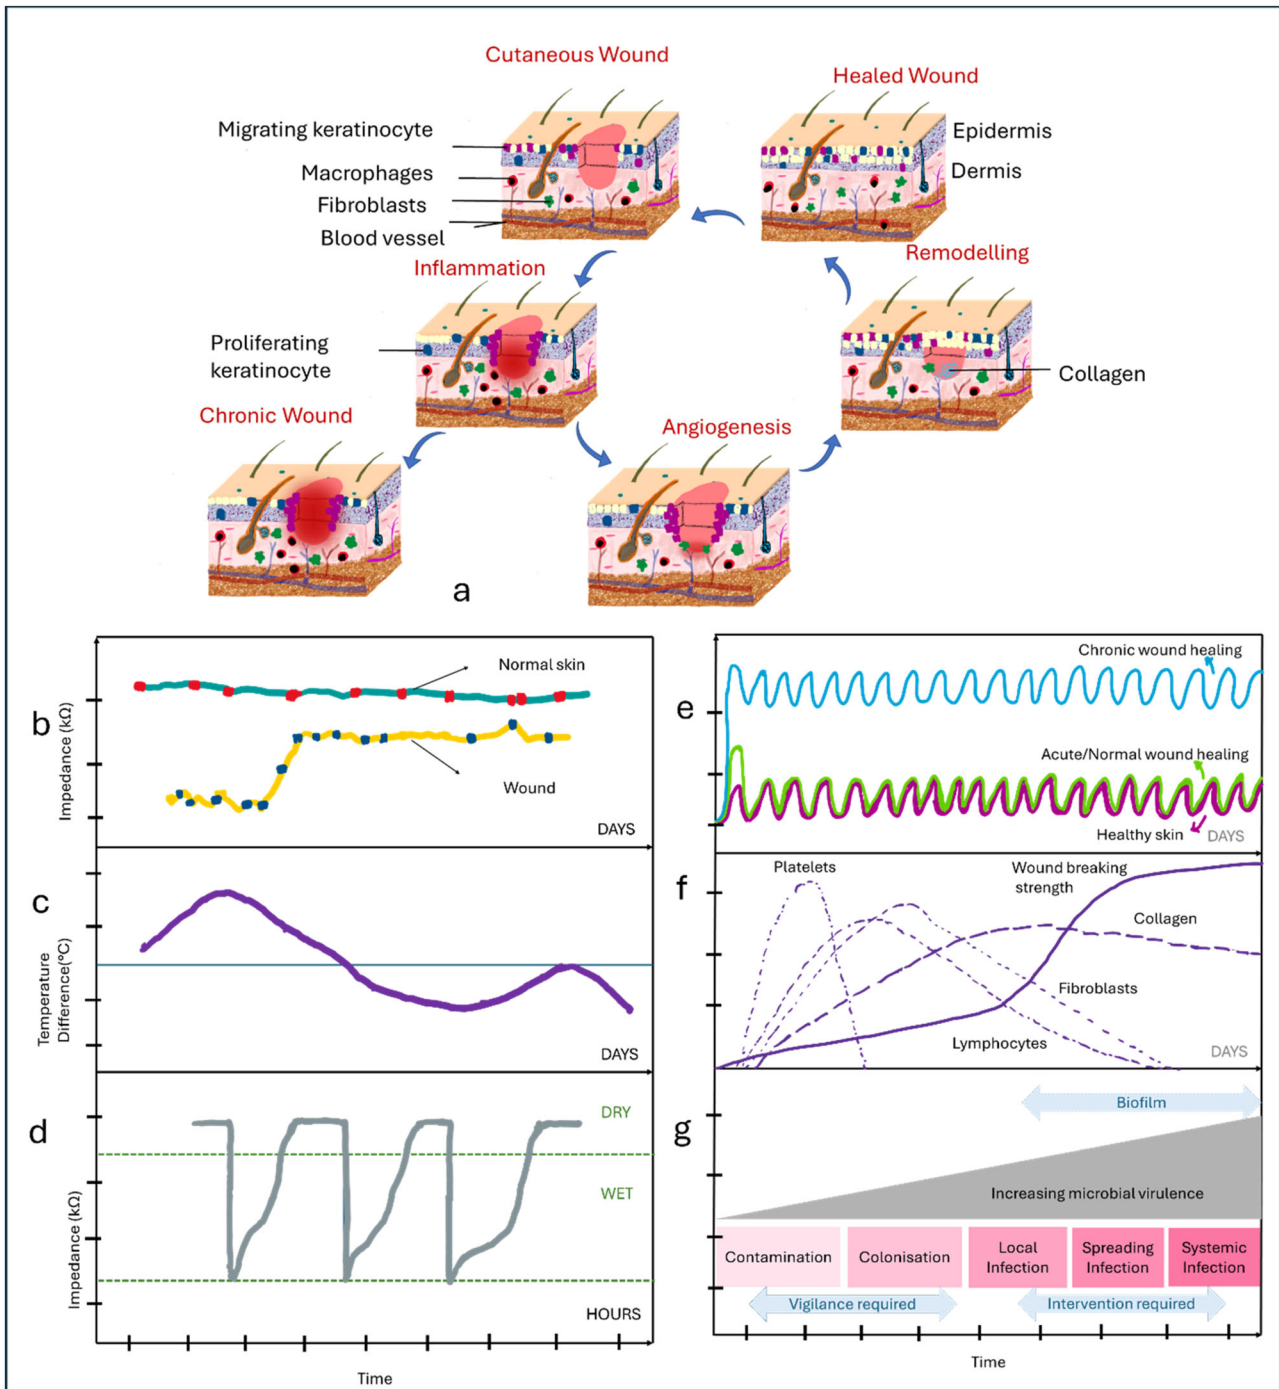 Cutaneous Wound
Healed Wound
Migrating keratinocyte
Macrophages
Fibroblasts
Blood vessel
Epidermis
Dermis
Inflammation
Remodelling
Proliferating
keratinocyte
Collagen
Chronic Wound
Angiogenesis
a
b
Impedance (kΩ)
Normal skin
Wound
DAYS
c
Temperature
Difference(°C)
DAYS
d
Impedance (kΩ)
DRY
WET
HOURS
Time
e
Chronic wound healing
Acute/Normal wound healing
Healthy skin
DAYS
f
Platelets
Wound breaking
strength
Collagen
Fibroblasts
Lymphocytes
DAYS
g
Biofilm
Increasing microbial virulence
Contamination
Colonisation
Local
Infection
Spreading
Infection
Systemic
Infection
Vigilance required
Intervention required
Time